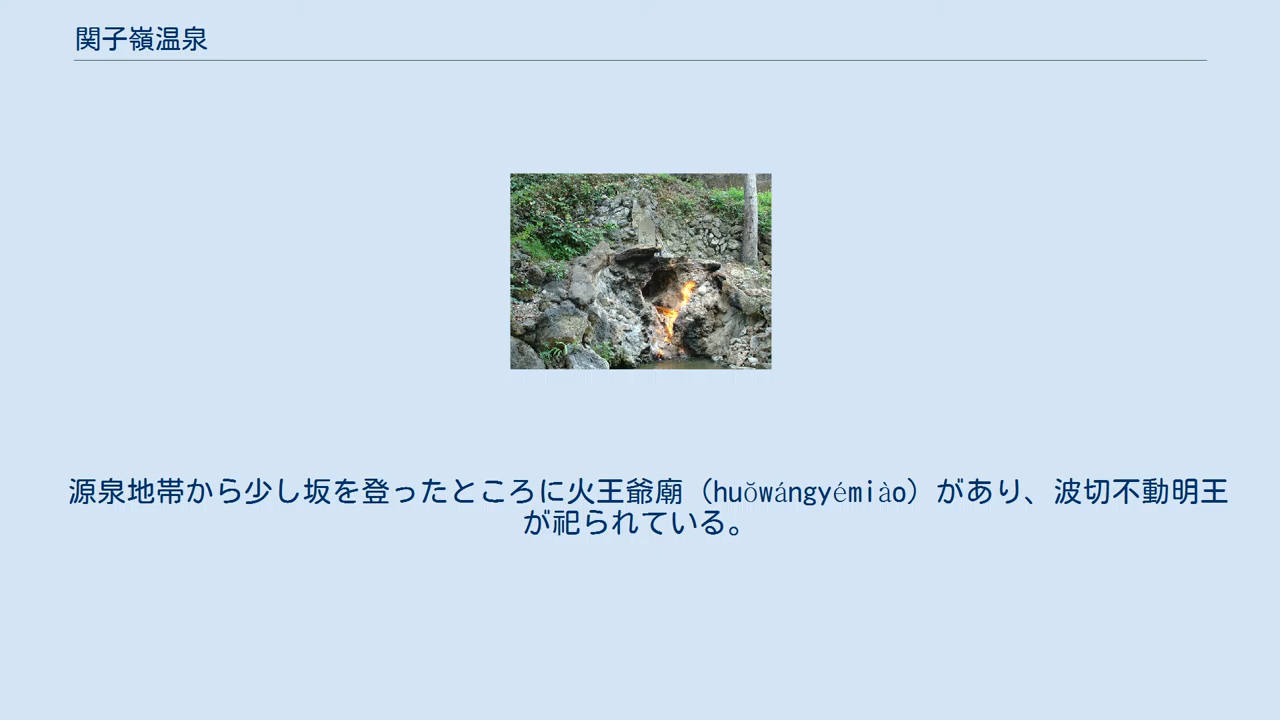 関子嶺温泉
源泉地帯から少し坂を登ったところに火王爺廟（huǒwángyémiào）があり、波切不動明王
が祀られている。